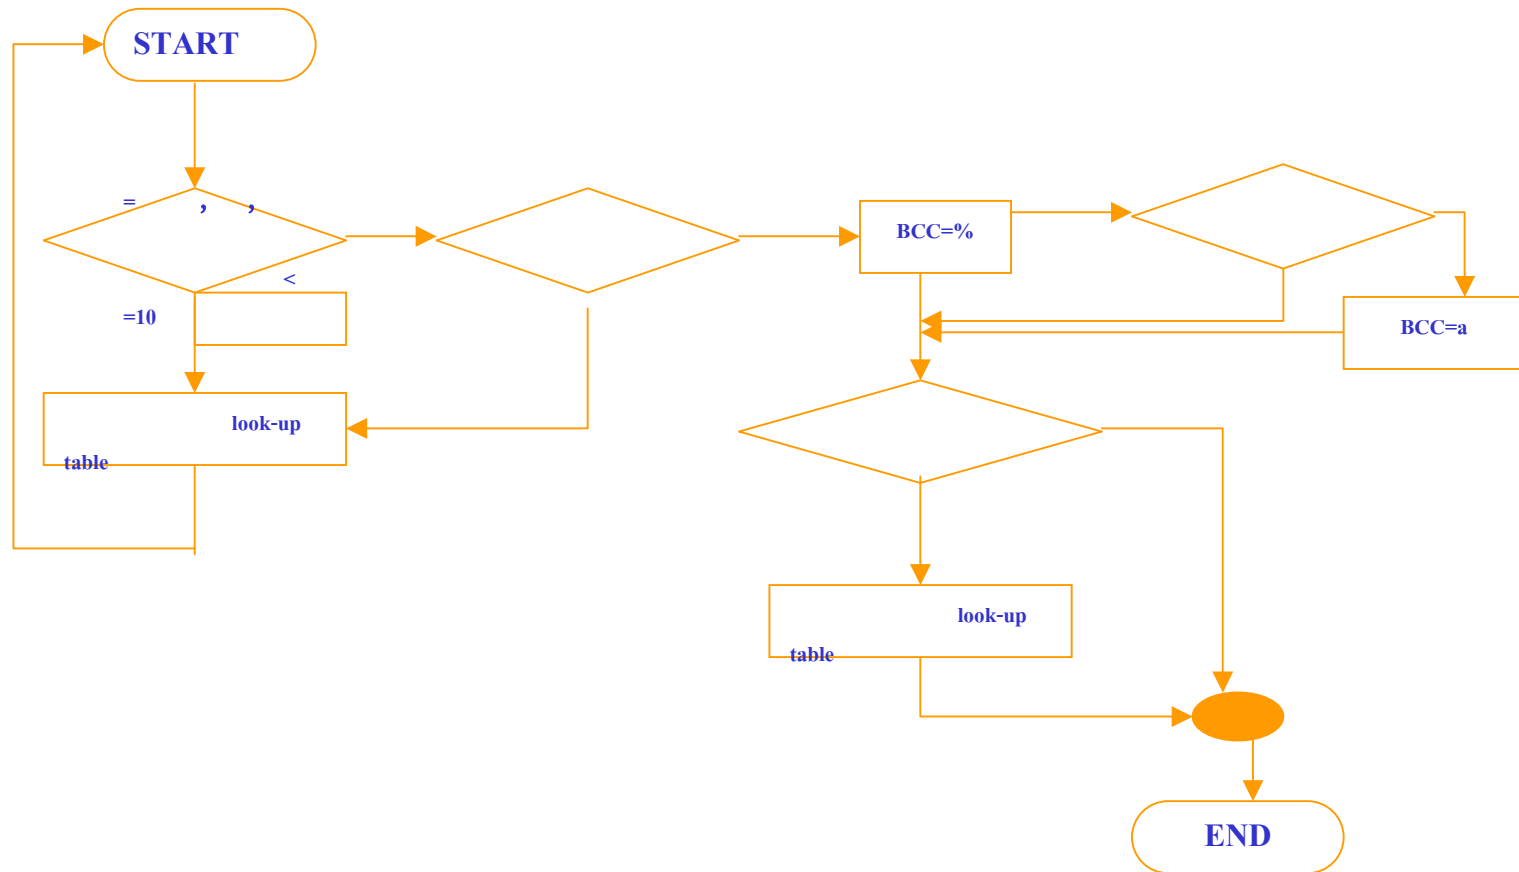 START
= , ,
<
=10
look-up
table
BCC=%
BCC=a
look-up
table
END